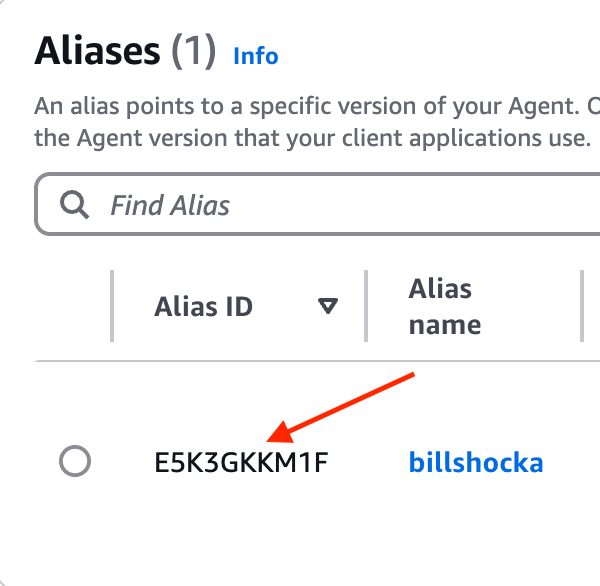 Aliases (1) Info
An alias points to a specific version of your Agent.
the Agent version that your client applications use.
Find Alias
Alias ID
Alias
name
E5K3GKKM1F billshocka